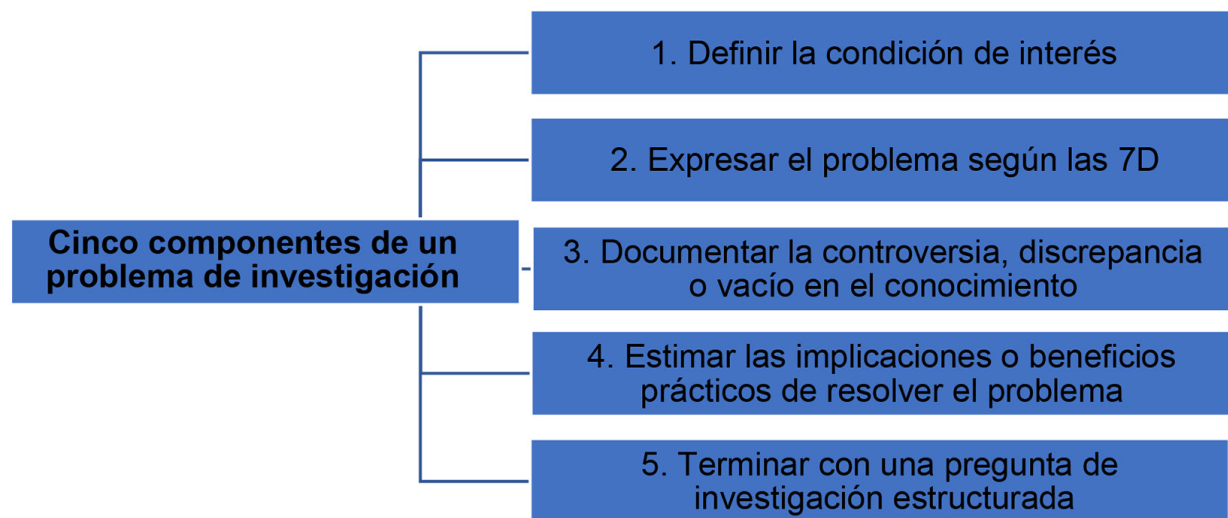 1. Definir la condición de interés
2. Expresar el problema según las 7D
Cinco componentes de un
problema de investigación
3. Documentar la controversia, discrepancia
o vacío en el conocimiento
4. Estimar las implicaciones o beneficios
prácticos de resolver el problema
5. Terminar con una pregunta de
investigación estructurada